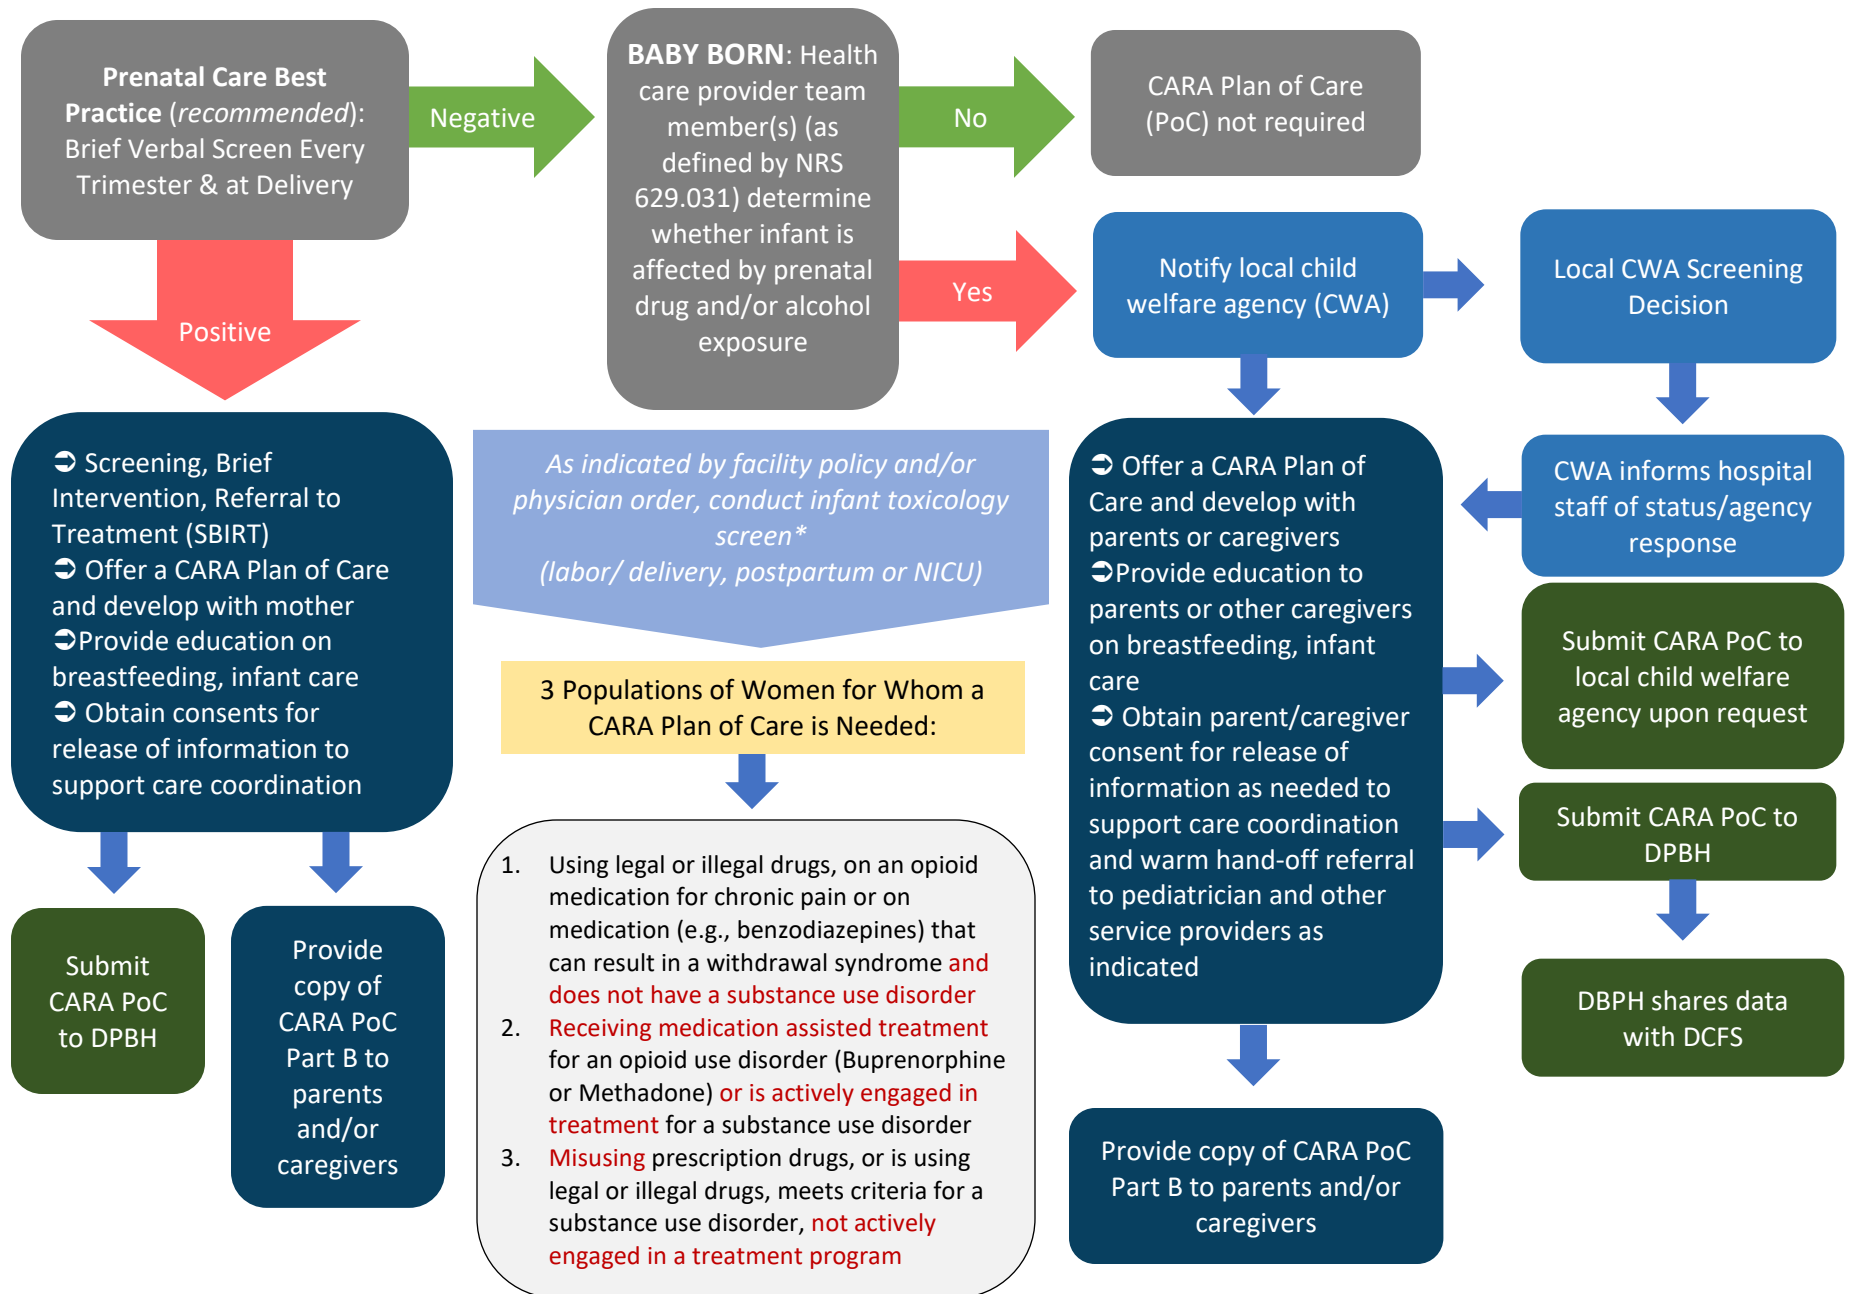 Prenatal Care Best
Practice (recommended):
Brief Verbal Screen Every
Trimester & at Delivery
Negative
BABY BORN: Health
care provider team
member(s) (as
defined by NRS
629.031) determine
whether infant is
affected by prenatal
drug and/or alcohol
exposure
No
CARA Plan of Care
(PoC) not required
Yes
Notify local child
welfare agency (CWA)
Local CWA Screening
Decision
Positive
➲ Screening, Brief
Intervention, Referral to
Treatment (SBIRT)
➲ Offer a CARA Plan of Care
and develop with mother
➲Provide education on
breastfeeding, infant care
➲ Obtain consents for
release of information to
support care coordination
As indicated by facility policy and/or
physician order, conduct infant toxicology
screen*
(labor/ delivery, postpartum or NICU)
➲ Offer a CARA Plan of
Care and develop with
parents or caregivers
➲Provide education to
parents or other caregivers
on breastfeeding, infant
care
➲ Obtain parent/caregiver
consent for release of
information as needed to
support care coordination
and warm hand-off referral
to pediatrician and other
service providers as
indicated
CWA informs hospital
staff of status/agency
response
Submit CARA PoC to
local child welfare
agency upon request
Submit CARA PoC to
DPBH
DBPH shares data
with DCFS
3 Populations of Women for Whom a
CARA Plan of Care is Needed:
1. Using legal or illegal drugs, on an opioid
medication for chronic pain or on
medication (e.g., benzodiazepines) that
can result in a withdrawal syndrome and
does not have a substance use disorder
2. Receiving medication assisted treatment
for an opioid use disorder (Buprenorphine
or Methadone) or is actively engaged in
treatment for a substance use disorder
3. Misusing prescription drugs, or is using
legal or illegal drugs, meets criteria for a
substance use disorder, not actively
engaged in a treatment program
Submit
CARA PoC
to DPBH
Provide
copy of
CARA PoC
Part B to
parents
and/or
caregivers
Provide copy of CARA PoC
Part B to parents and/or
caregivers